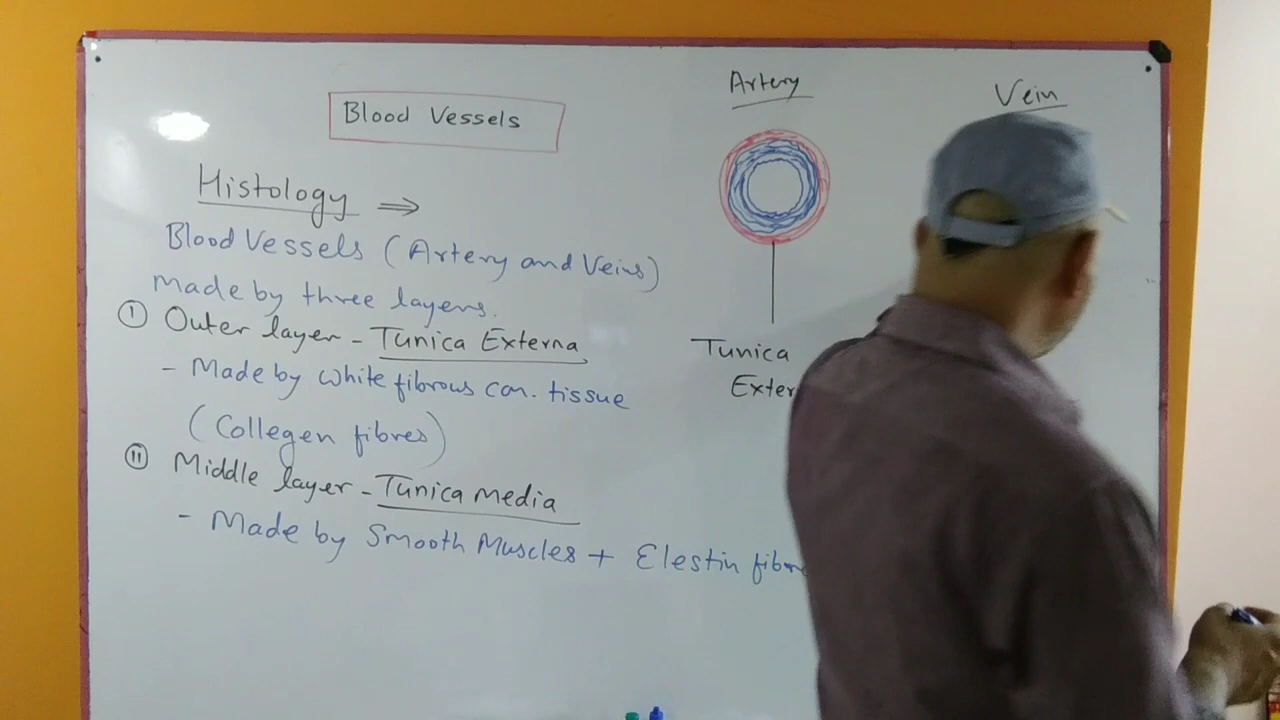 Blood Vessels
Histology ⇒
Blood Vessels (Artery and Veins)
Made by three layers.
① Outer layer - Tunica Externa
- Made by white fibrous con. tissue
(Collegen fibres)
② Middle layer - Tunica media
- Made by Smooth Muscles + Elestin fibre
Artery
Vein
Tunica
Exter